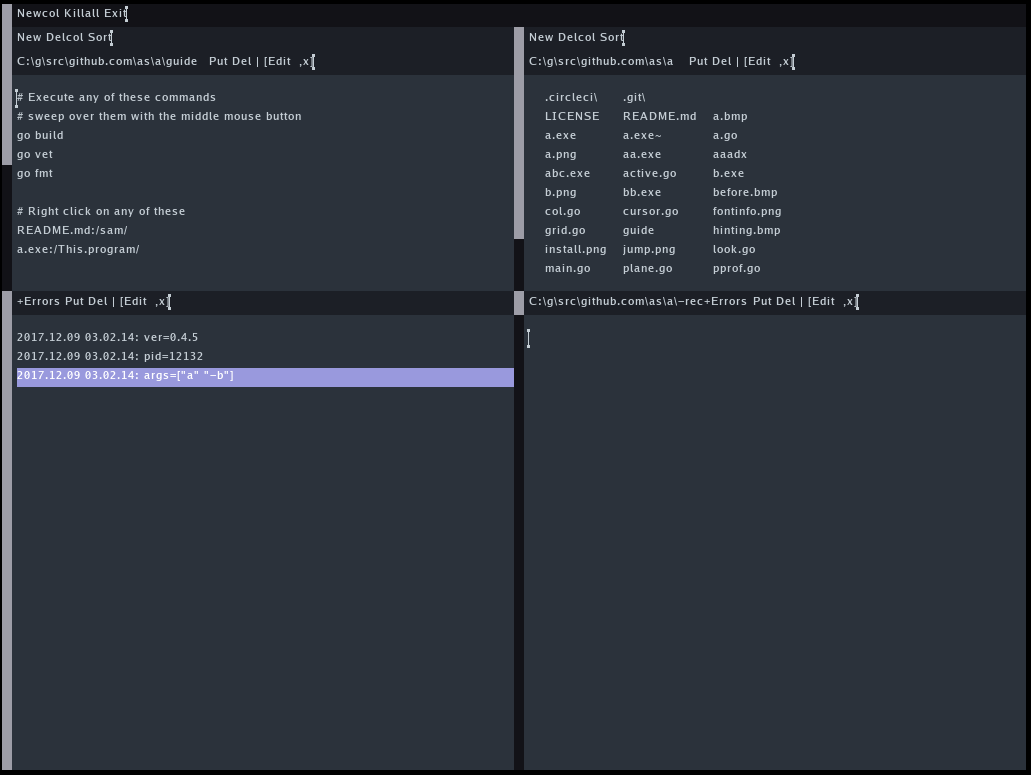 Newcol Killall Exit
New Delcol Sort
C:\g\src\github.com\as\a\guide Put Del | [Edit ,x]
# Execute any of these commands
# sweep over them with the middle mouse button
go build
go vet
go fmt
# Right click on any of these
README.md:/sam/
a.exe:/This.program/
+Errors Put Del | [Edit ,x]
2017.12.09 03.02.14: ver=0.4.5
2017.12.09 03.02.14: pid=12132
2017.12.09 03.02.14: args=["a" "-b"]
New Delcol Sort
C:\g\src\github.com\as\a Put Del | [Edit ,x]
.circleci\ .git\
LICENSE README.md a.bmp
a.exe a.exe~ a.go
a.png aa.exe aaadx
abc.exe active.go b.exe
b.png bb.exe before.bmp
col.go cursor.go fontinfo.png
grid.go guide hinting.bmp
install.png jump.png look.go
main.go plane.go pprof.go
C:\g\src\github.com\as\a\-rec+Errors Put Del | [Edit ,x]